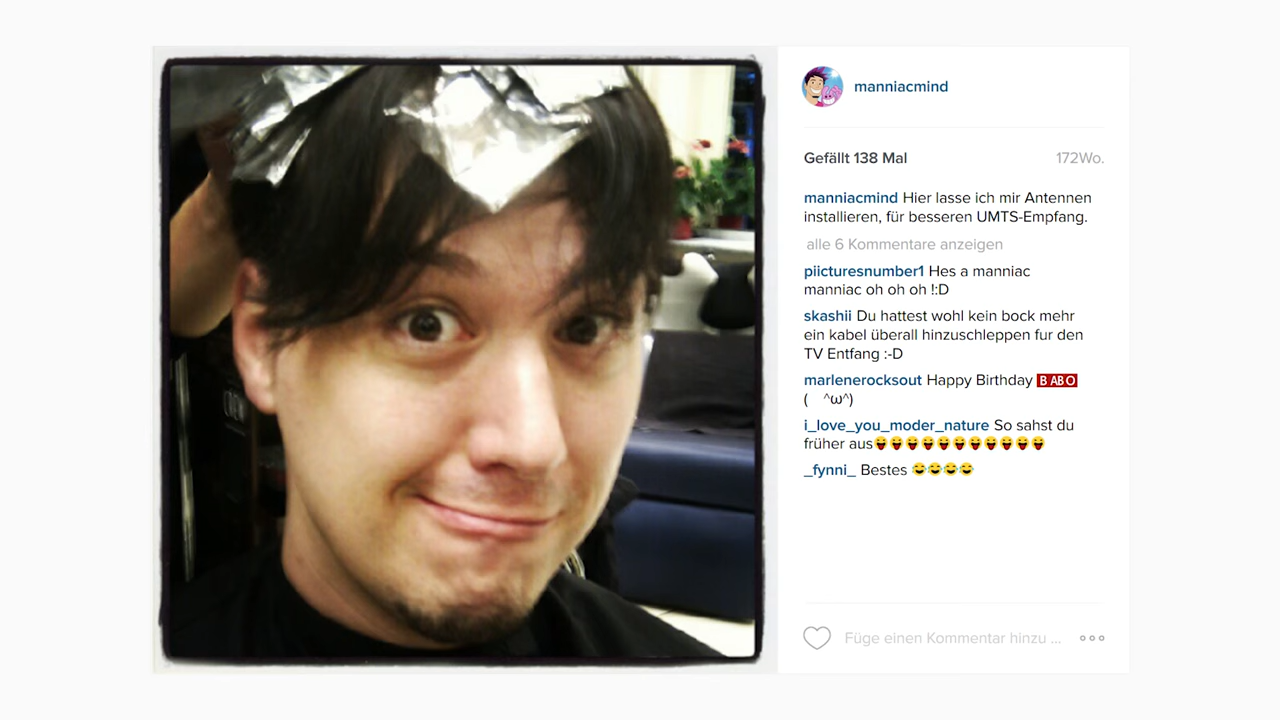 manniacmind
Gefällt 138 Mal 172Wo.
manniacmind Hier lasse ich mir Antennen
installieren, für besseren UMTS-Empfang.
alle 6 Kommentare anzeigen
piicturesnumber1 Hes a manniac
manniac oh oh oh !:D
skashii Du hattest wohl kein bock mehr
ein kabel überall hinzuschleppen fur den
TV Entfang :-D
marlenerocksout Happy Birthday BABO
( ^ω^)
i_love_you_moder_nature So sahst du
früher aus😝😝😝😝😝😝😝😝😝😝😝
_fynni_ Bestes 😂😂😂😂
Füge einen Kommentar hinzu ...